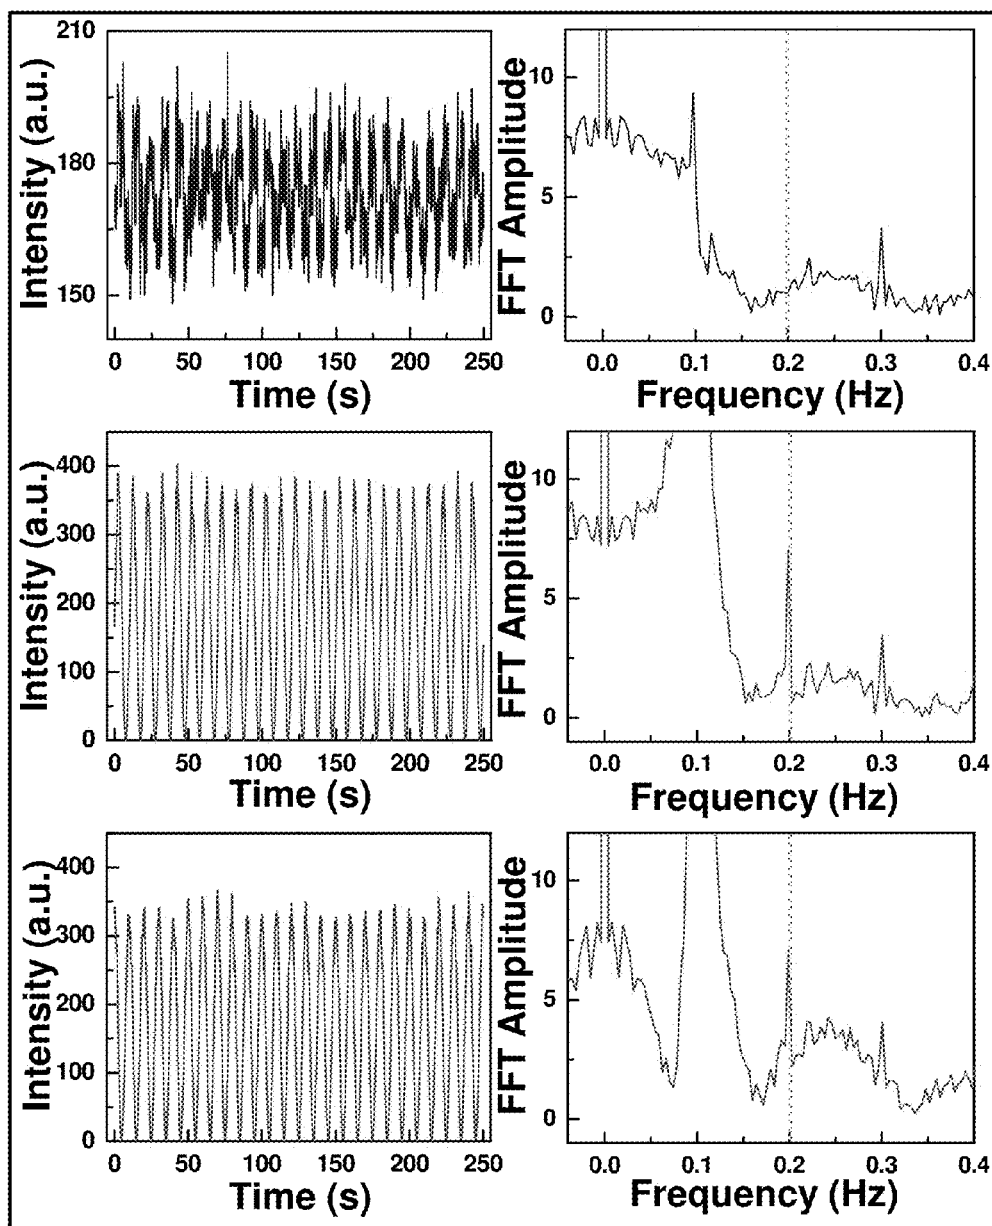 210
180
150
Intensity (a.u.)
0 50 100 150 200 250
Time (s)
10
5
0
FFT Amplitude
0.0 0.1 0.2 0.3 0.4
Frequency (Hz)
400
300
200
100
0
Intensity (a.u.)
0 50 100 150 200 250
Time (s)
10
5
0
FFT Amplitude
0.0 0.1 0.2 0.3 0.4
Frequency (Hz)
400
300
200
100
0
Intensity (a.u.)
0 50 100 150 200 250
Time (s)
10
5
0
FFT Amplitude
0.0 0.1 0.2 0.3 0.4
Frequency (Hz)